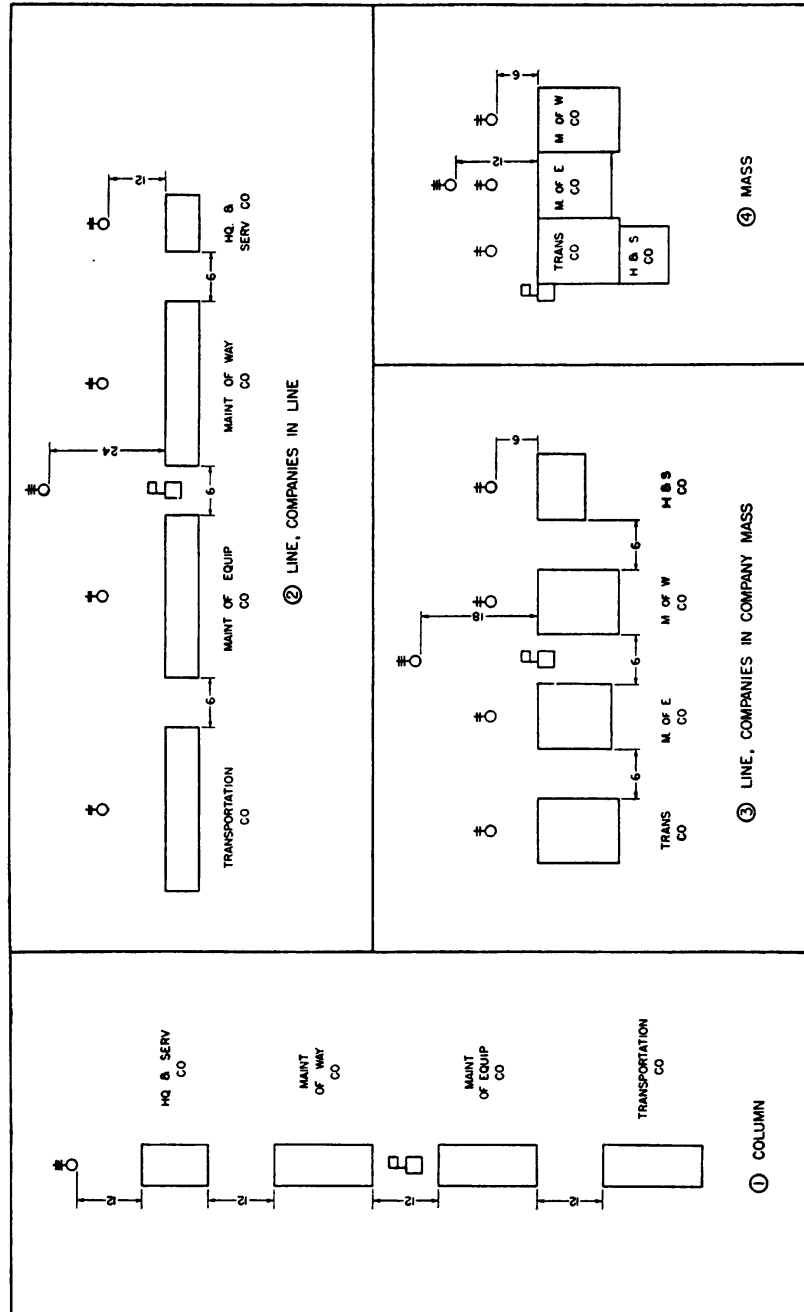 12
HQ & SERV
CO
12
MAINT
OF WAY
CO
12
MAINT
OF EQUIP
CO
12
TRANSPORTATION
CO
① COLUMN
24
12
6
6
6
TRANSPORTATION
CO
MAINT OF EQUIP
CO
MAINT OF WAY
CO
HQ. &
SERV CO
② LINE, COMPANIES IN LINE
18
6
6
6
6
TRANS
CO
M. OF E
CO
M OF W
CO
H & S
CO
③ LINE, COMPANIES IN COMPANY MASS
12
6
TRANS
CO
M. OF E
CO
M OF W
CO
H & S
CO
④ MASS